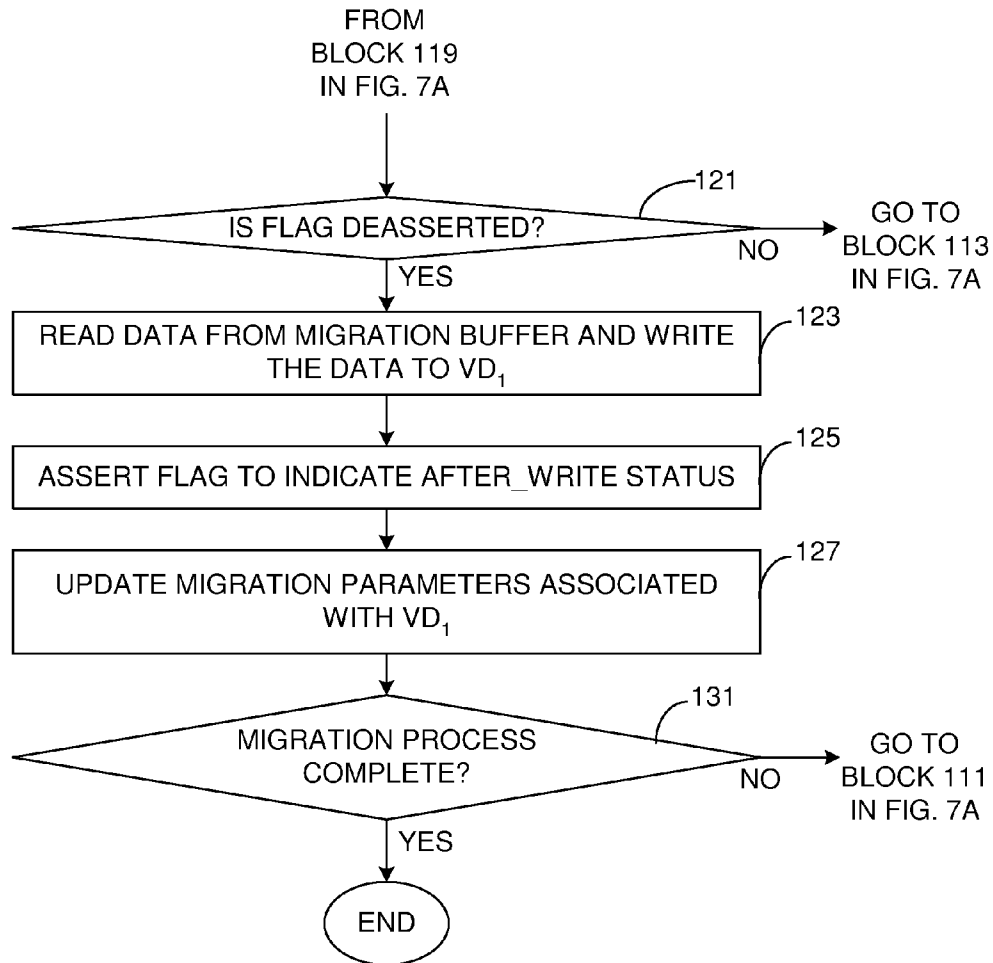 FROM
BLOCK 119
IN FIG. 7A
121
IS FLAG DEASSERTED?
NO
GO TO
BLOCK 113
IN FIG. 7A
YES
123
READ DATA FROM MIGRATION BUFFER AND WRITE
THE DATA TO VD₁
125
ASSERT FLAG TO INDICATE AFTER_WRITE STATUS
127
UPDATE MIGRATION PARAMETERS ASSOCIATED
WITH VD₁
131
MIGRATION PROCESS
COMPLETE?
NO
GO TO
BLOCK 111
IN FIG. 7A
YES
END